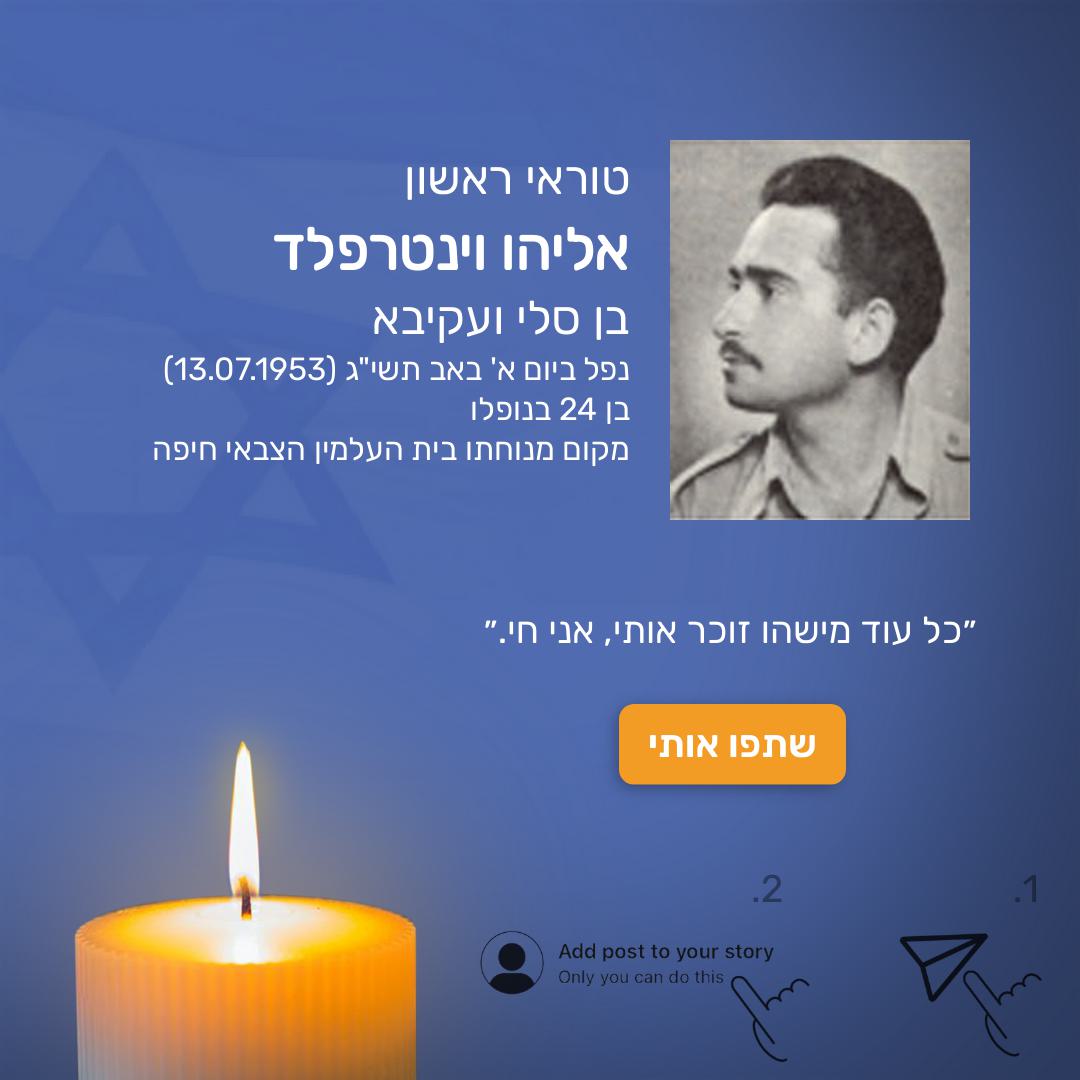 טוראי ראשון
אליהו וינטרפלד
בן סלי ועקיבא
נפל ביום א' באב תשי"ג (13.07.1953)
בן 24 בנופלו
מקום מנוחתו בית העלמין הצבאי חיפה
״כל עוד מישהו זוכר אותי, אני חי.״
שתפו אותי
1.
2.
Add post to your story
Only you can do this